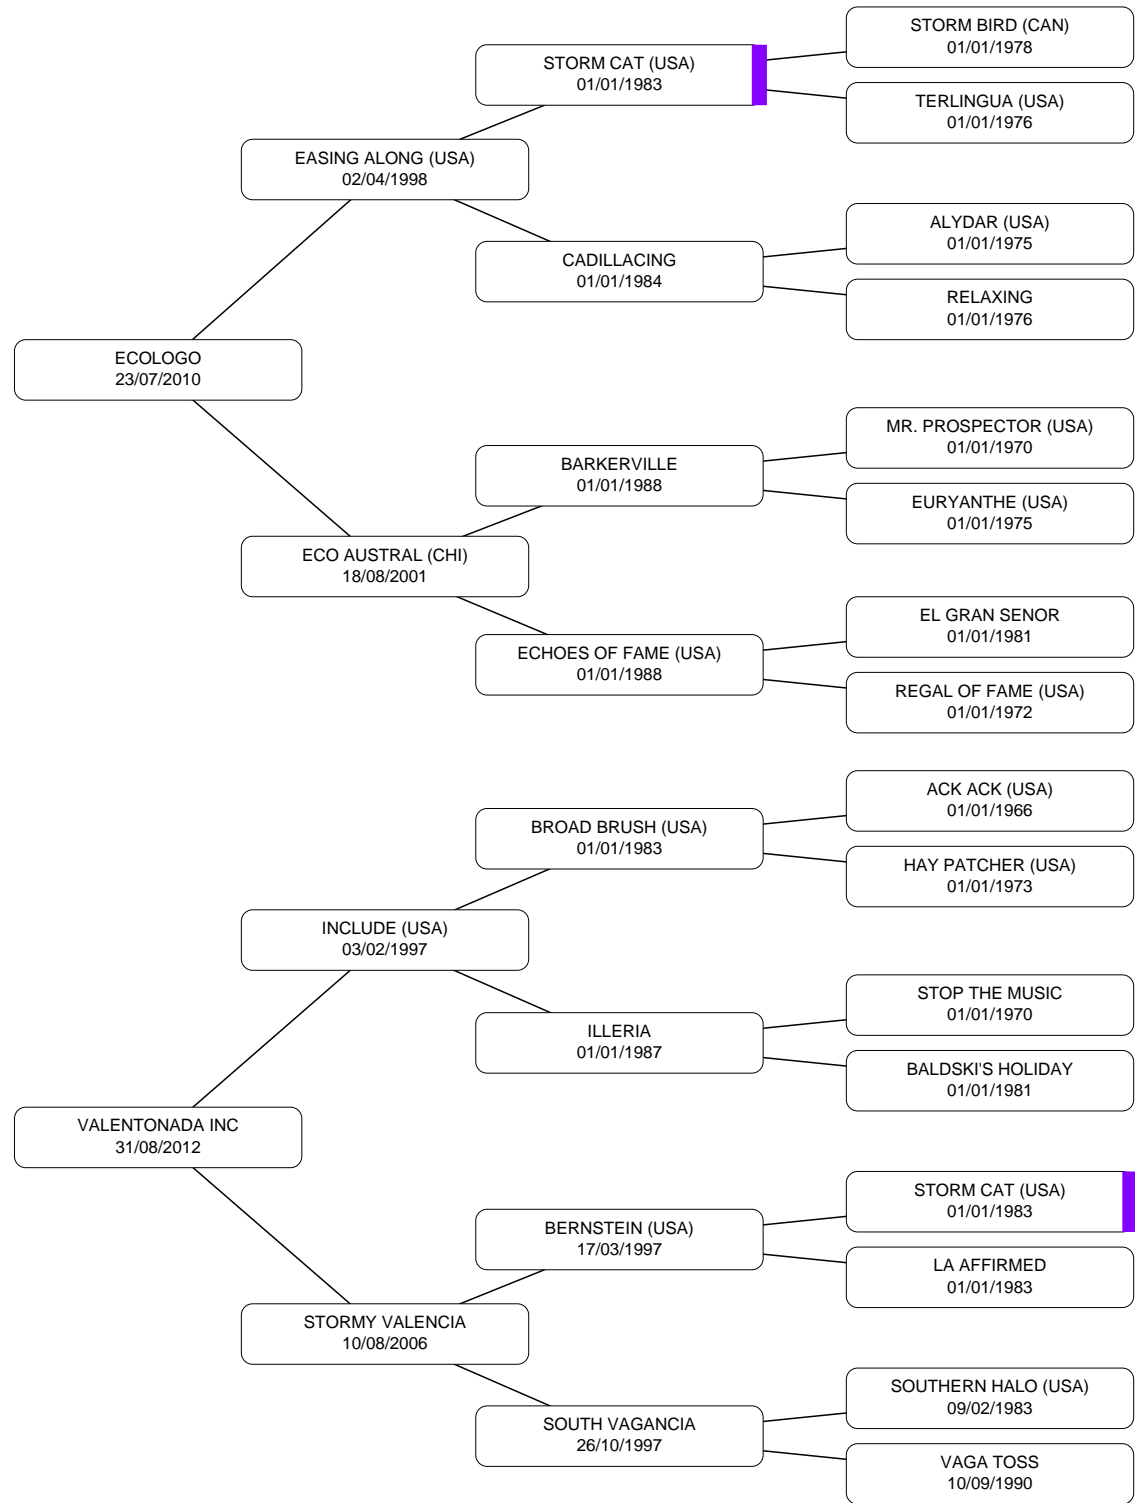 STORM BIRD (CAN)
01/01/1978
STORM CAT (USA)
01/01/1983
TERLINGUA (USA)
01/01/1976
EASING ALONG (USA)
02/04/1998
ALYDAR (USA)
01/01/1975
CADILLACING
01/01/1984
RELAXING
01/01/1976
ECOLOGO
23/07/2010
MR. PROSPECTOR (USA)
01/01/1970
BARKERVILLE
01/01/1988
EURYANTHE (USA)
01/01/1975
ECO AUSTRAL (CHI)
18/08/2001
EL GRAN SENOR
01/01/1981
ECHOES OF FAME (USA)
01/01/1988
REGAL OF FAME (USA)
01/01/1972
ACK ACK (USA)
01/01/1966
BROAD BRUSH (USA)
01/01/1983
HAY PATCHER (USA)
01/01/1973
INCLUDE (USA)
03/02/1997
STOP THE MUSIC
01/01/1970
ILLERIA
01/01/1987
BALDSKI'S HOLIDAY
01/01/1981
VALENTONADA INC
31/08/2012
STORM CAT (USA)
01/01/1983
BERNSTEIN (USA)
17/03/1997
LA AFFIRMED
01/01/1983
STORMY VALENCIA
10/08/2006
SOUTHERN HALO (USA)
09/02/1983
SOUTH VAGANCIA
26/10/1997
VAGA TOSS
10/09/1990